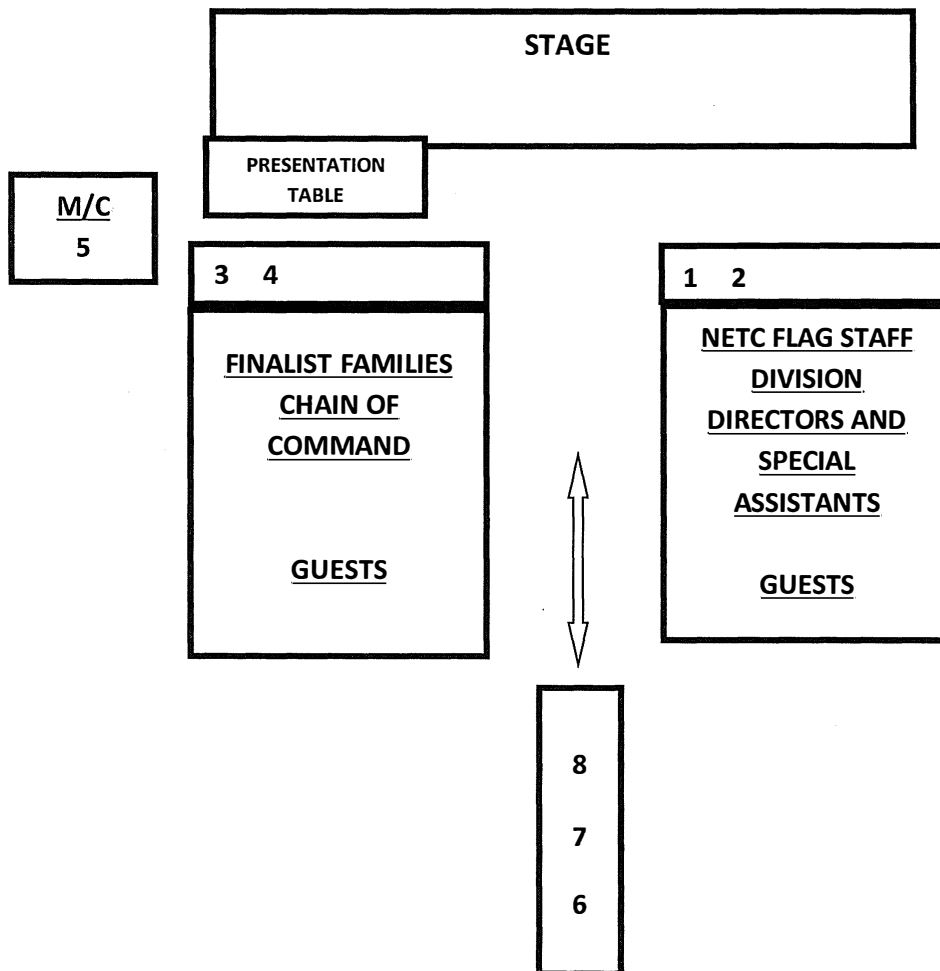 STAGE
PRESENTATION
TABLE
M/C
5
3 4
FINALIST FAMILIES
CHAIN OF
COMMAND
GUESTS
1 2
NETC FLAG STAFF
DIVISION
DIRECTORS AND
SPECIAL
ASSISTANTS
GUESTS
8
7
6